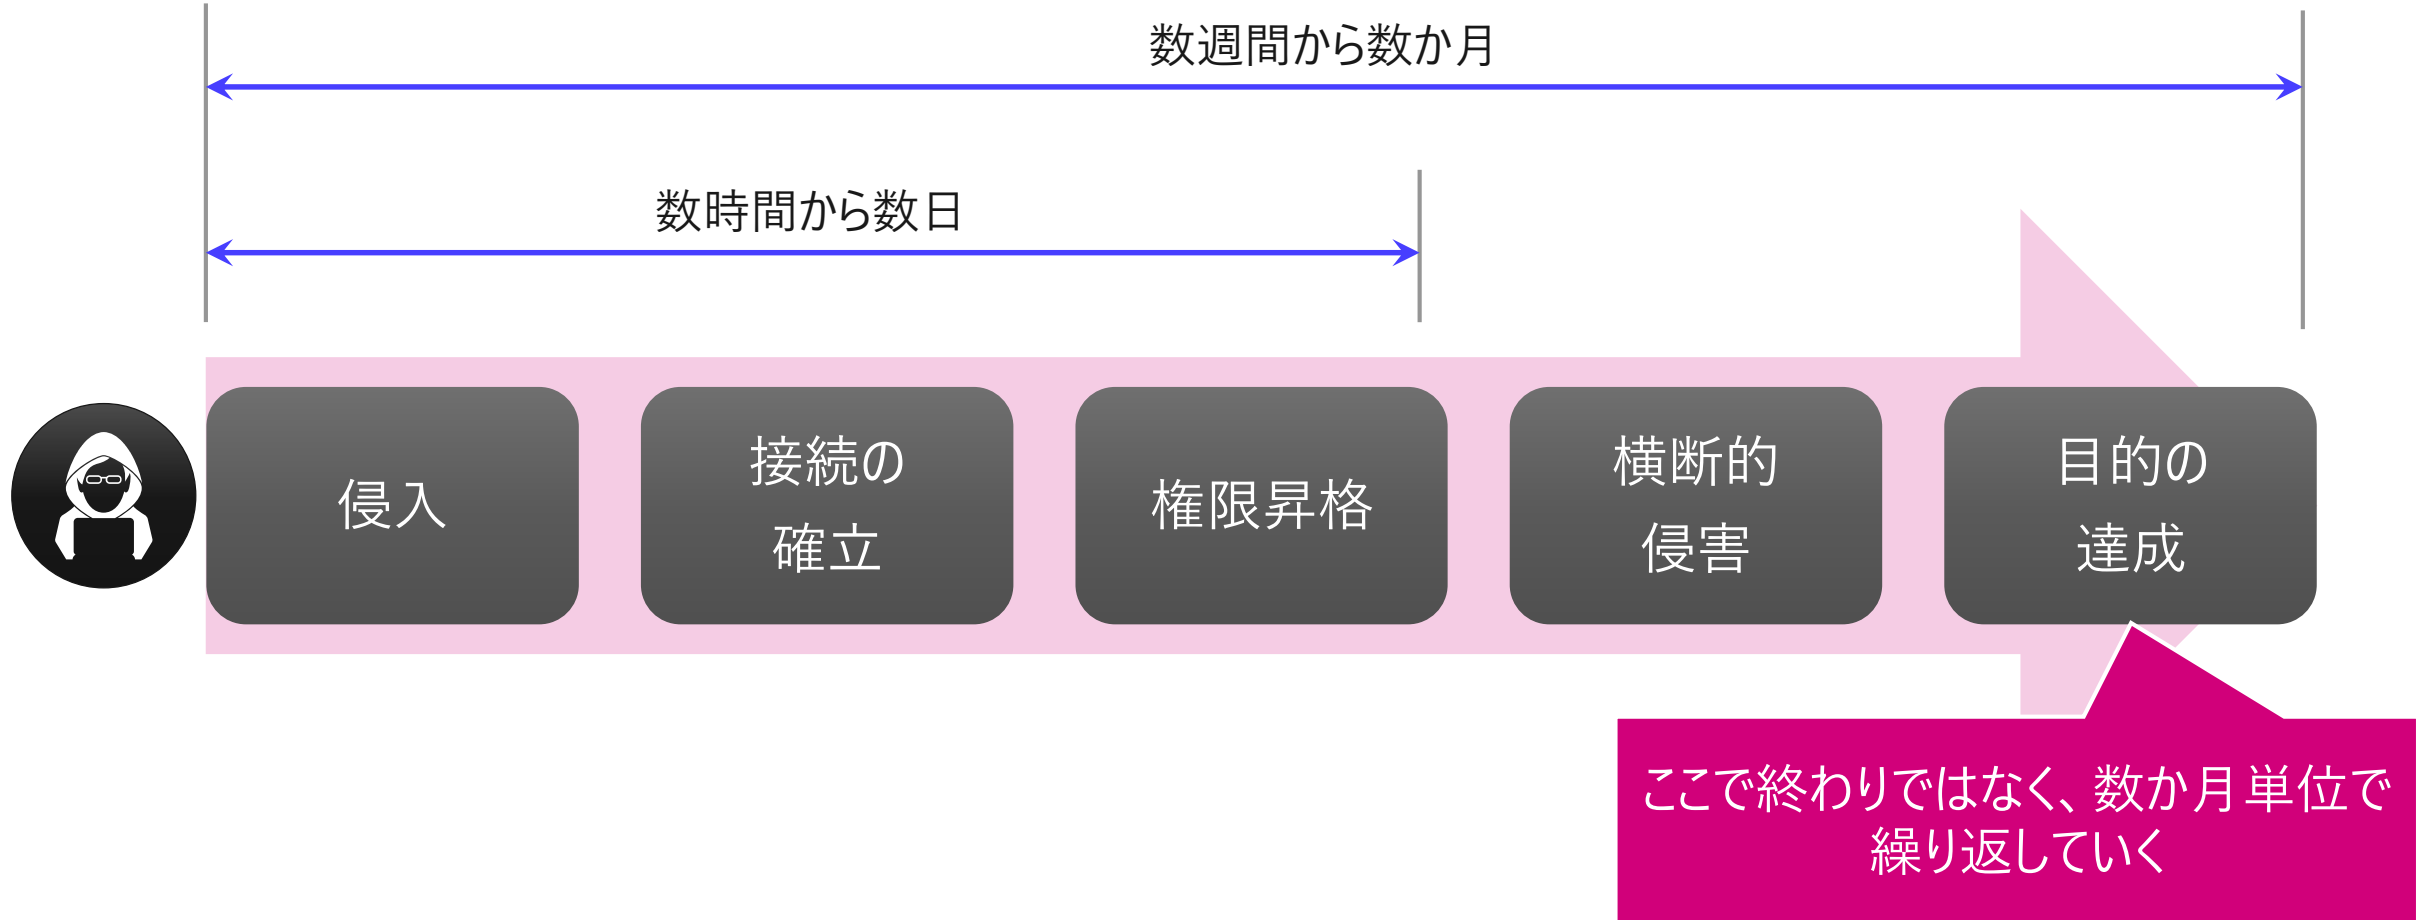 数週間から数か月
数時間から数日
侵入
接続の
確立
権限昇格
横断的
侵害
目的の
達成
ここで終わりではなく、数か月単位で
繰り返していく